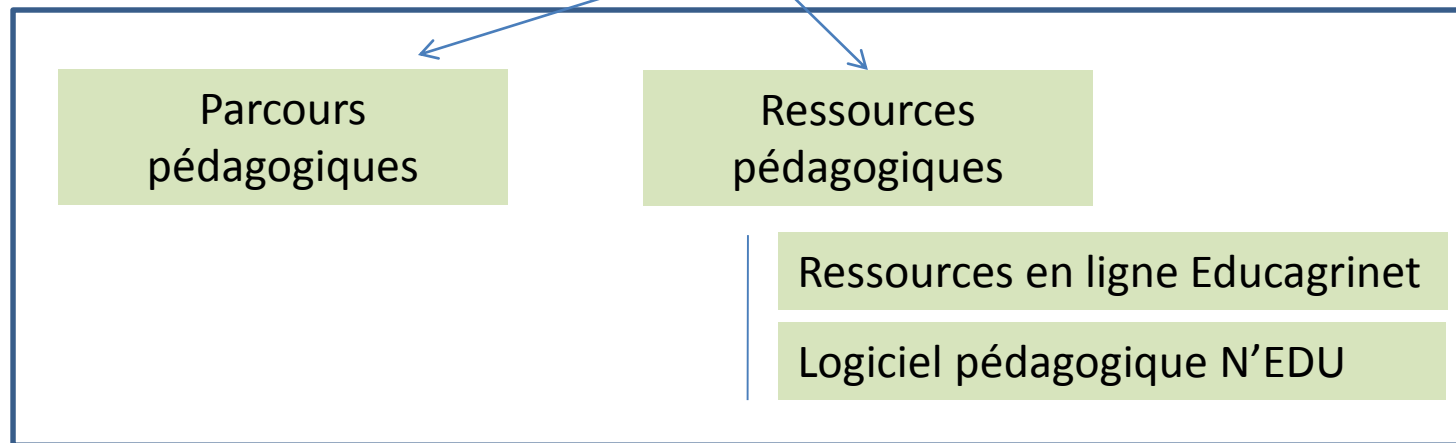 Parcours
pédagogiques
Ressources
pédagogiques
Ressources en ligne Educagrinet
Logiciel pédagogique N’EDU